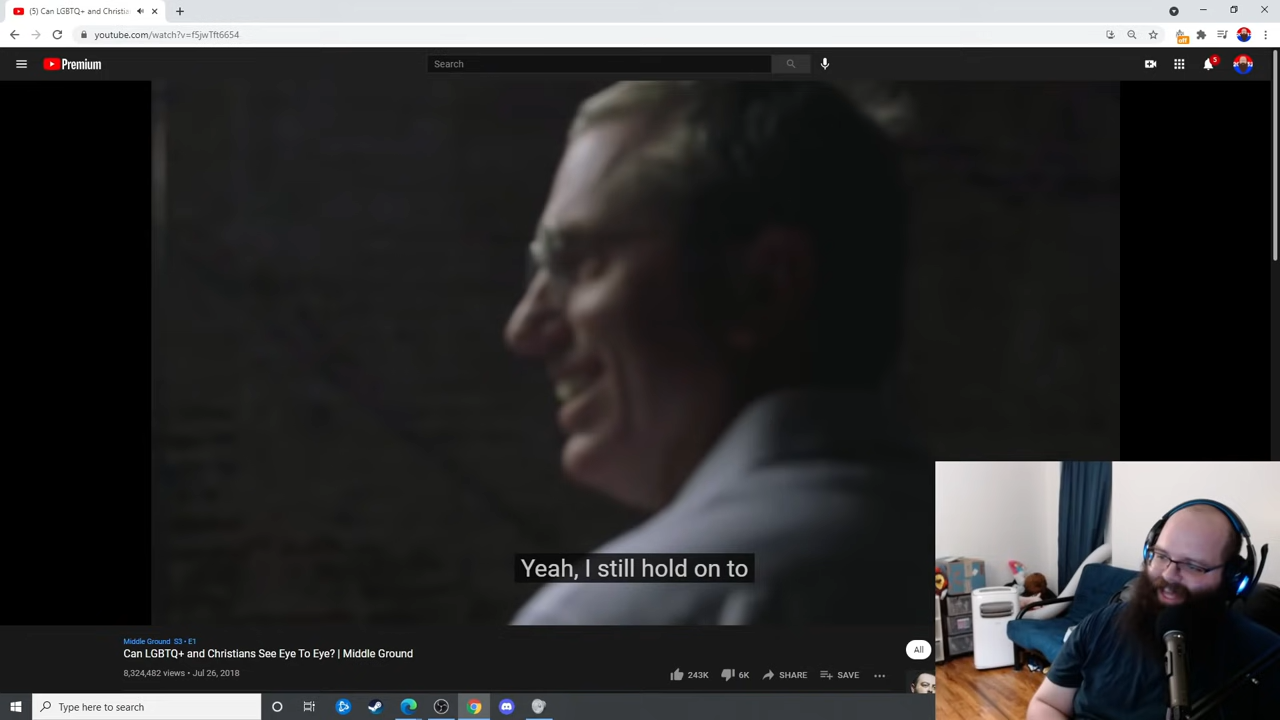 (5) Can LGBTQ+ and Christia
youtube.com/watch?v=f5jwTft6654
off
Premium
Search
5
Yeah, I still hold on to
Middle Ground S3 • E1
Can LGBTQ+ and Christians See Eye To Eye? | Middle Ground
8,324,482 views • Jul 26, 2018
243K
6K
SHARE
SAVE
All
Type here to search